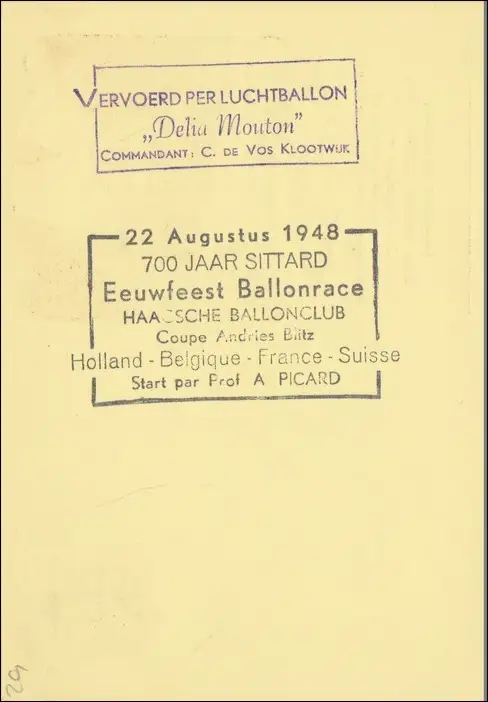 VERVOERD PER LUCHTBALLON
„Delia Mouton”
COMMANDANT: C. DE VOS KLOOTWIJK
22 Augustus 1948
700 JAAR SITTARD
Eeuwfeest Ballonrace
HAAGSCHE BALLONCLUB
Coupe Andries Blitz
Holland - Belgique - France - Suisse
Start par Prof A PICARD
29